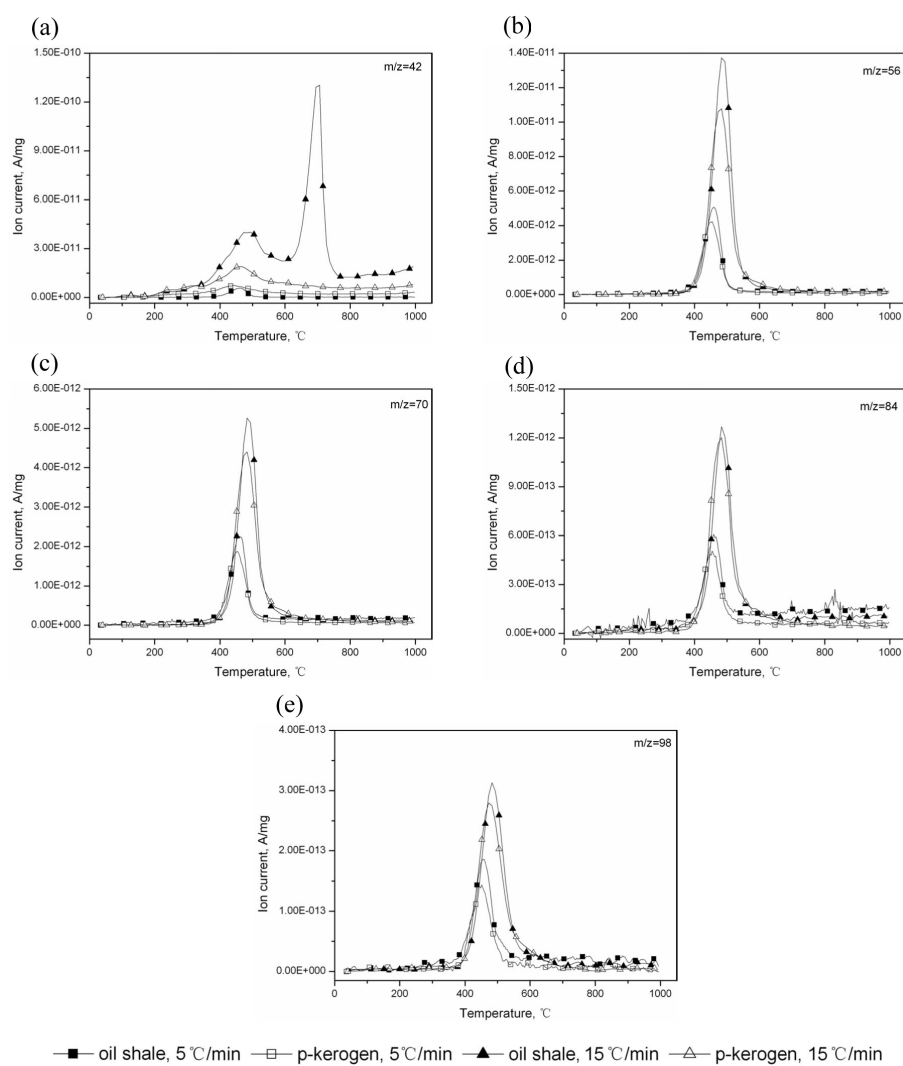 (a)
1.50E-010
1.20E-010
9.00E-011
6.00E-011
3.00E-011
0.00E+000
m/z=42
Ion current, A/mg
0 200 400 600 800 1000
Temperature, ℃
(b)
1.40E-011
1.20E-011
1.00E-011
8.00E-012
6.00E-012
4.00E-012
2.00E-012
0.00E+000
m/z=56
Ion current, A/mg
0 200 400 600 800 1000
Temperature, ℃
(c)
6.00E-012
5.00E-012
4.00E-012
3.00E-012
2.00E-012
1.00E-012
0.00E+000
m/z=70
Ion current, A/mg
0 100 200 300 400 500 600 700 800 900 1000
Temperature, ℃
(d)
1.50E-012
1.20E-012
9.00E-013
6.00E-013
3.00E-013
0.00E+000
m/z=84
Ion current, A/mg
0 200 400 600 800 1000
Temperature, ℃
(e)
4.00E-013
3.00E-013
2.00E-013
1.00E-013
0.00E+000
m/z=98
Ion current, A/mg
0 200 400 600 800 1000
Temperature, ℃
oil shale, 5℃/min p-kerogen, 5℃/min oil shale, 15℃/min p-kerogen, 15℃/min